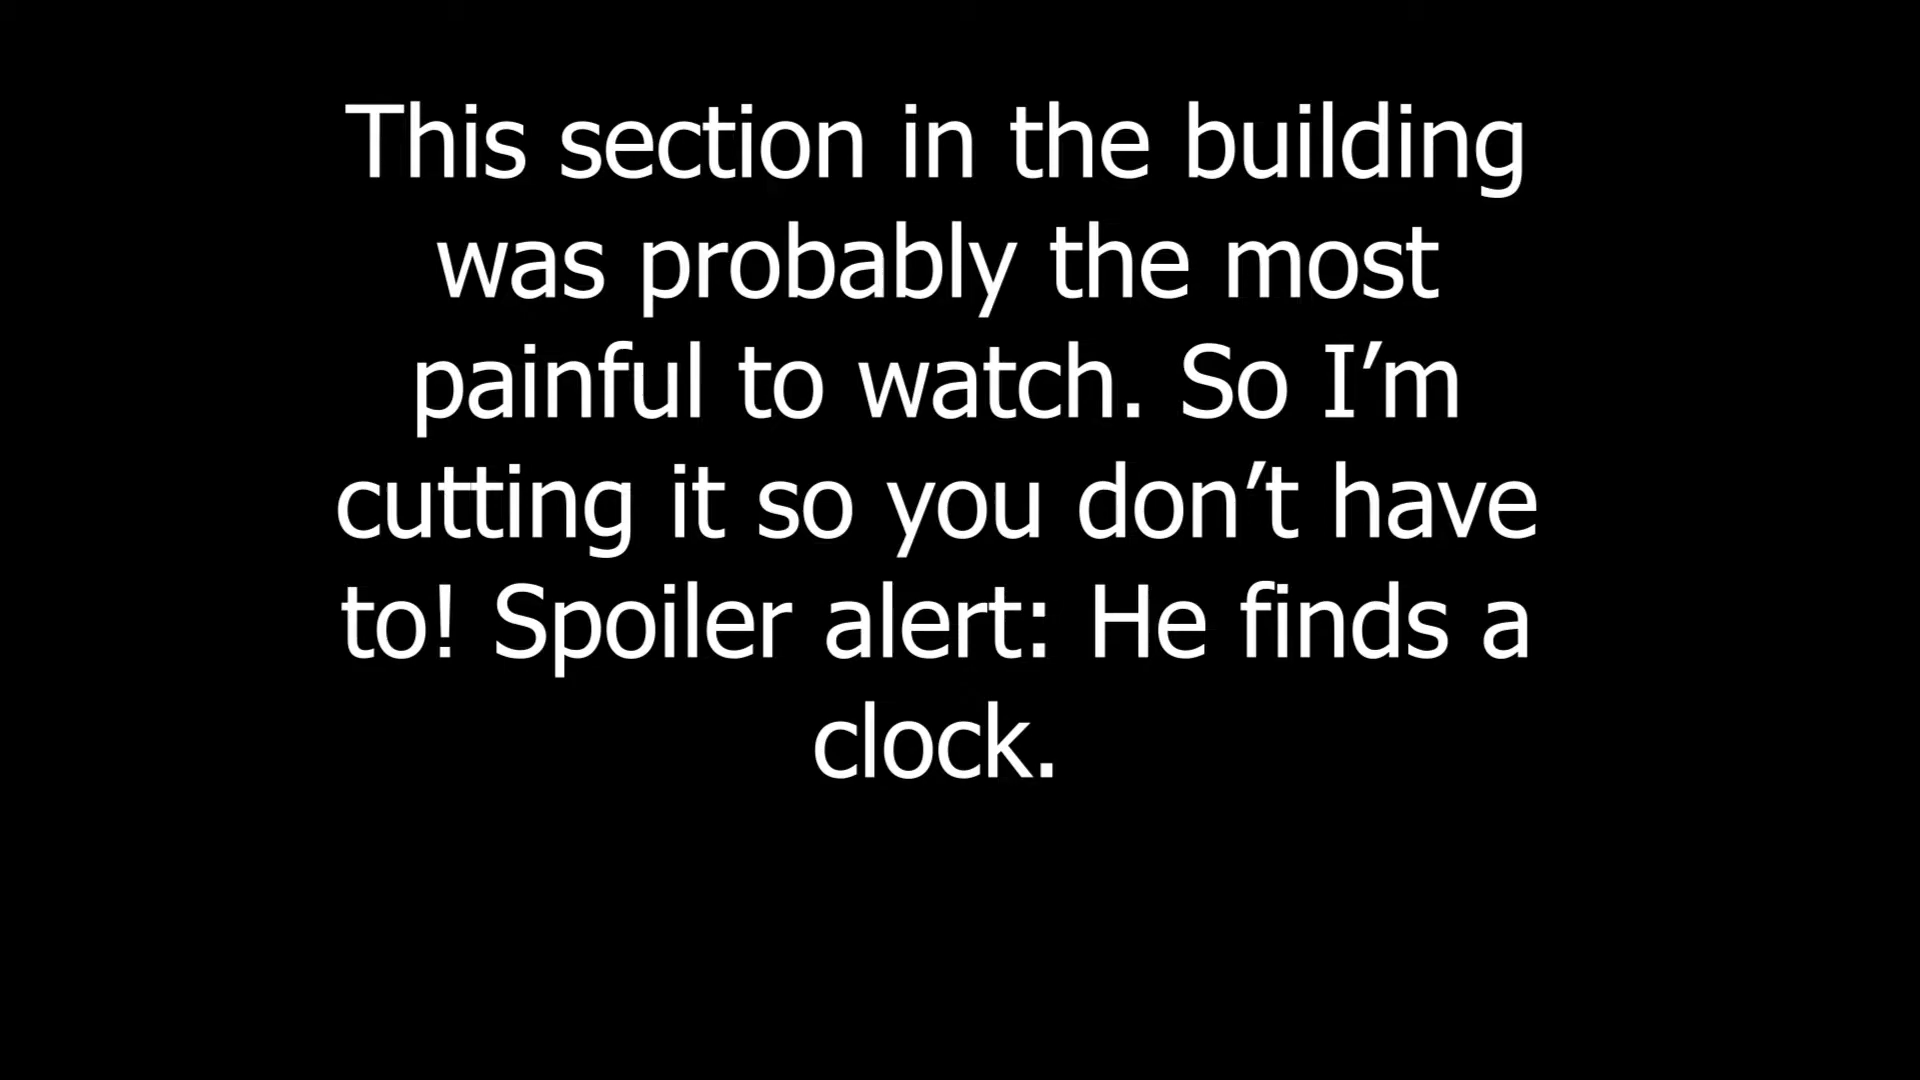 This section in the building
was probably the most
painful to watch. So I’m
cutting it so you don’t have
to! Spoiler alert: He finds a
clock.